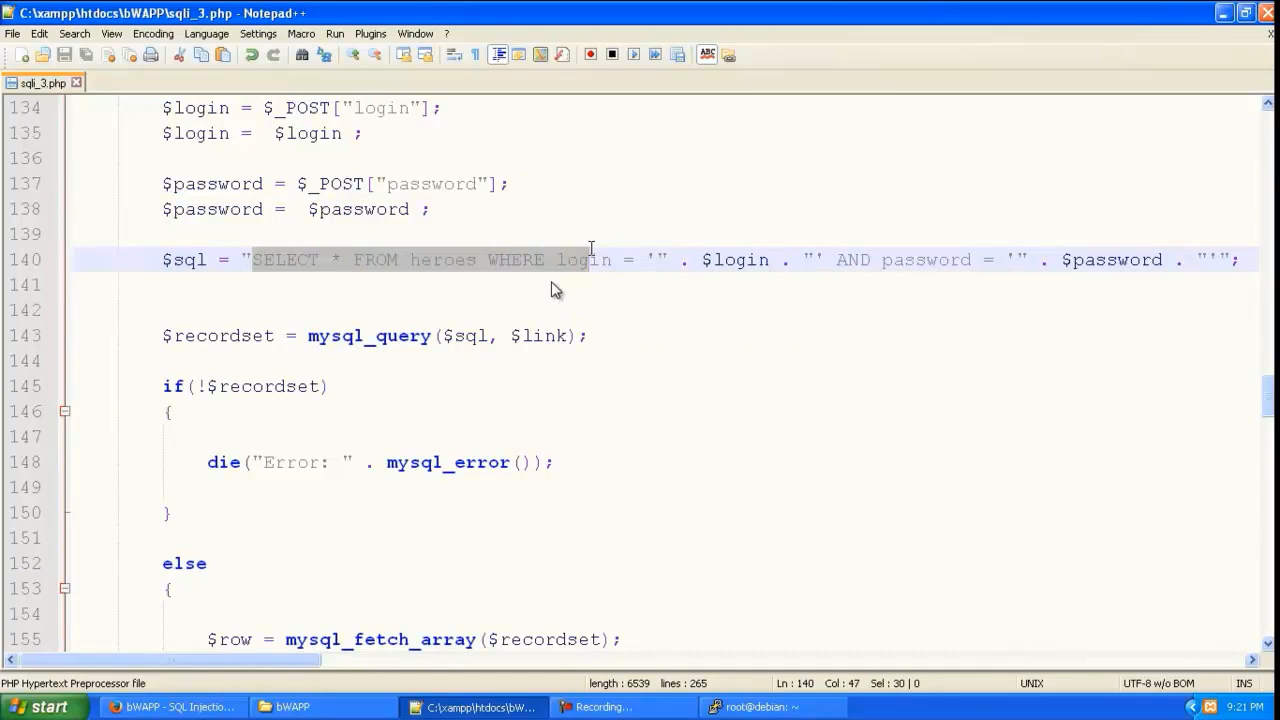 C:\xampp\htdocs\bWAPP\sqli_3.php - Notepad++
File Edit Search View Encoding Language Settings Macro Run Plugins Window ?
X
ABC
sqli_3.php
134 $login = $_POST["login"];
135 $login =  $login ;
136
137 $password = $_POST["password"];
138 $password =  $password ;
139
140 $sql = "SELECT * FROM heroes WHERE login = '" . $login . "' AND password = '" . $password . "'";
141
142
143 $recordset = mysql_query($sql, $link);
144
145 if(!$recordset)
146 {
147
148 die("Error: " . mysql_error());
149
150 }
151
152 else
153 {
154
155 $row = mysql_fetch_array($recordset);
PHP Hypertext Preprocessor file length : 6539 lines : 265 Ln : 140 Col : 47 Sel : 30 | 0 UNIX UTF-8 w/o BOM INS
start bWAPP - SQL Injectio... bWAPP C:\xampp\htdocs\bW... Recording... root@debian: ~ 9:21 PM